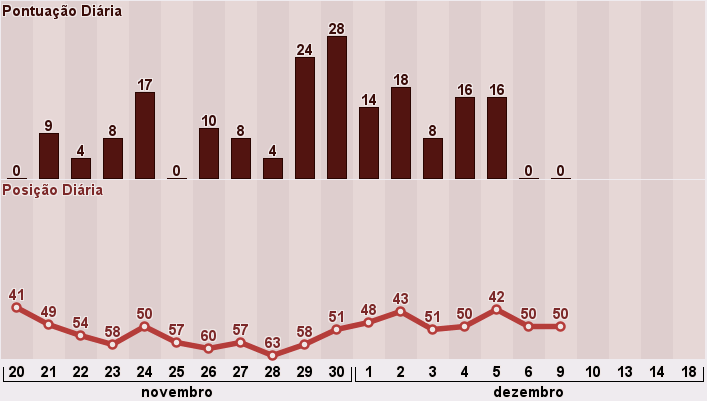 Pontuação Diária
0 9 4 8 17 0 10 8 4 24 28 14 18 8 16 16 0 0
Posição Diária
41 49 54 58 50 57 60 57 63 58 51 48 43 51 50 42 50 50
20 21 22 23 24 25 26 27 28 29 30 1 2 3 4 5 6 9 10 13 14 18
novembro dezembro